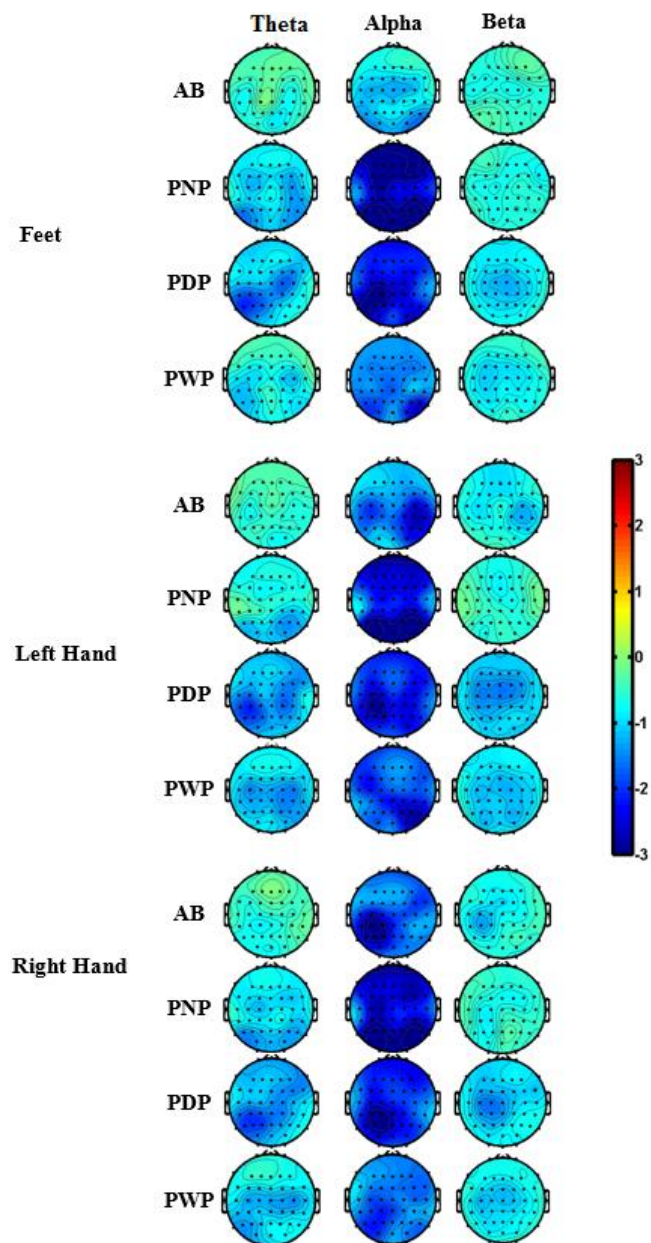 Theta Alpha Beta
AB
PNP
Feet
PDP
PWP
AB
PNP
Left Hand
PDP
PWP
3
2
1
0
-1
-2
-3
AB
Right Hand
PNP
PDP
PWP